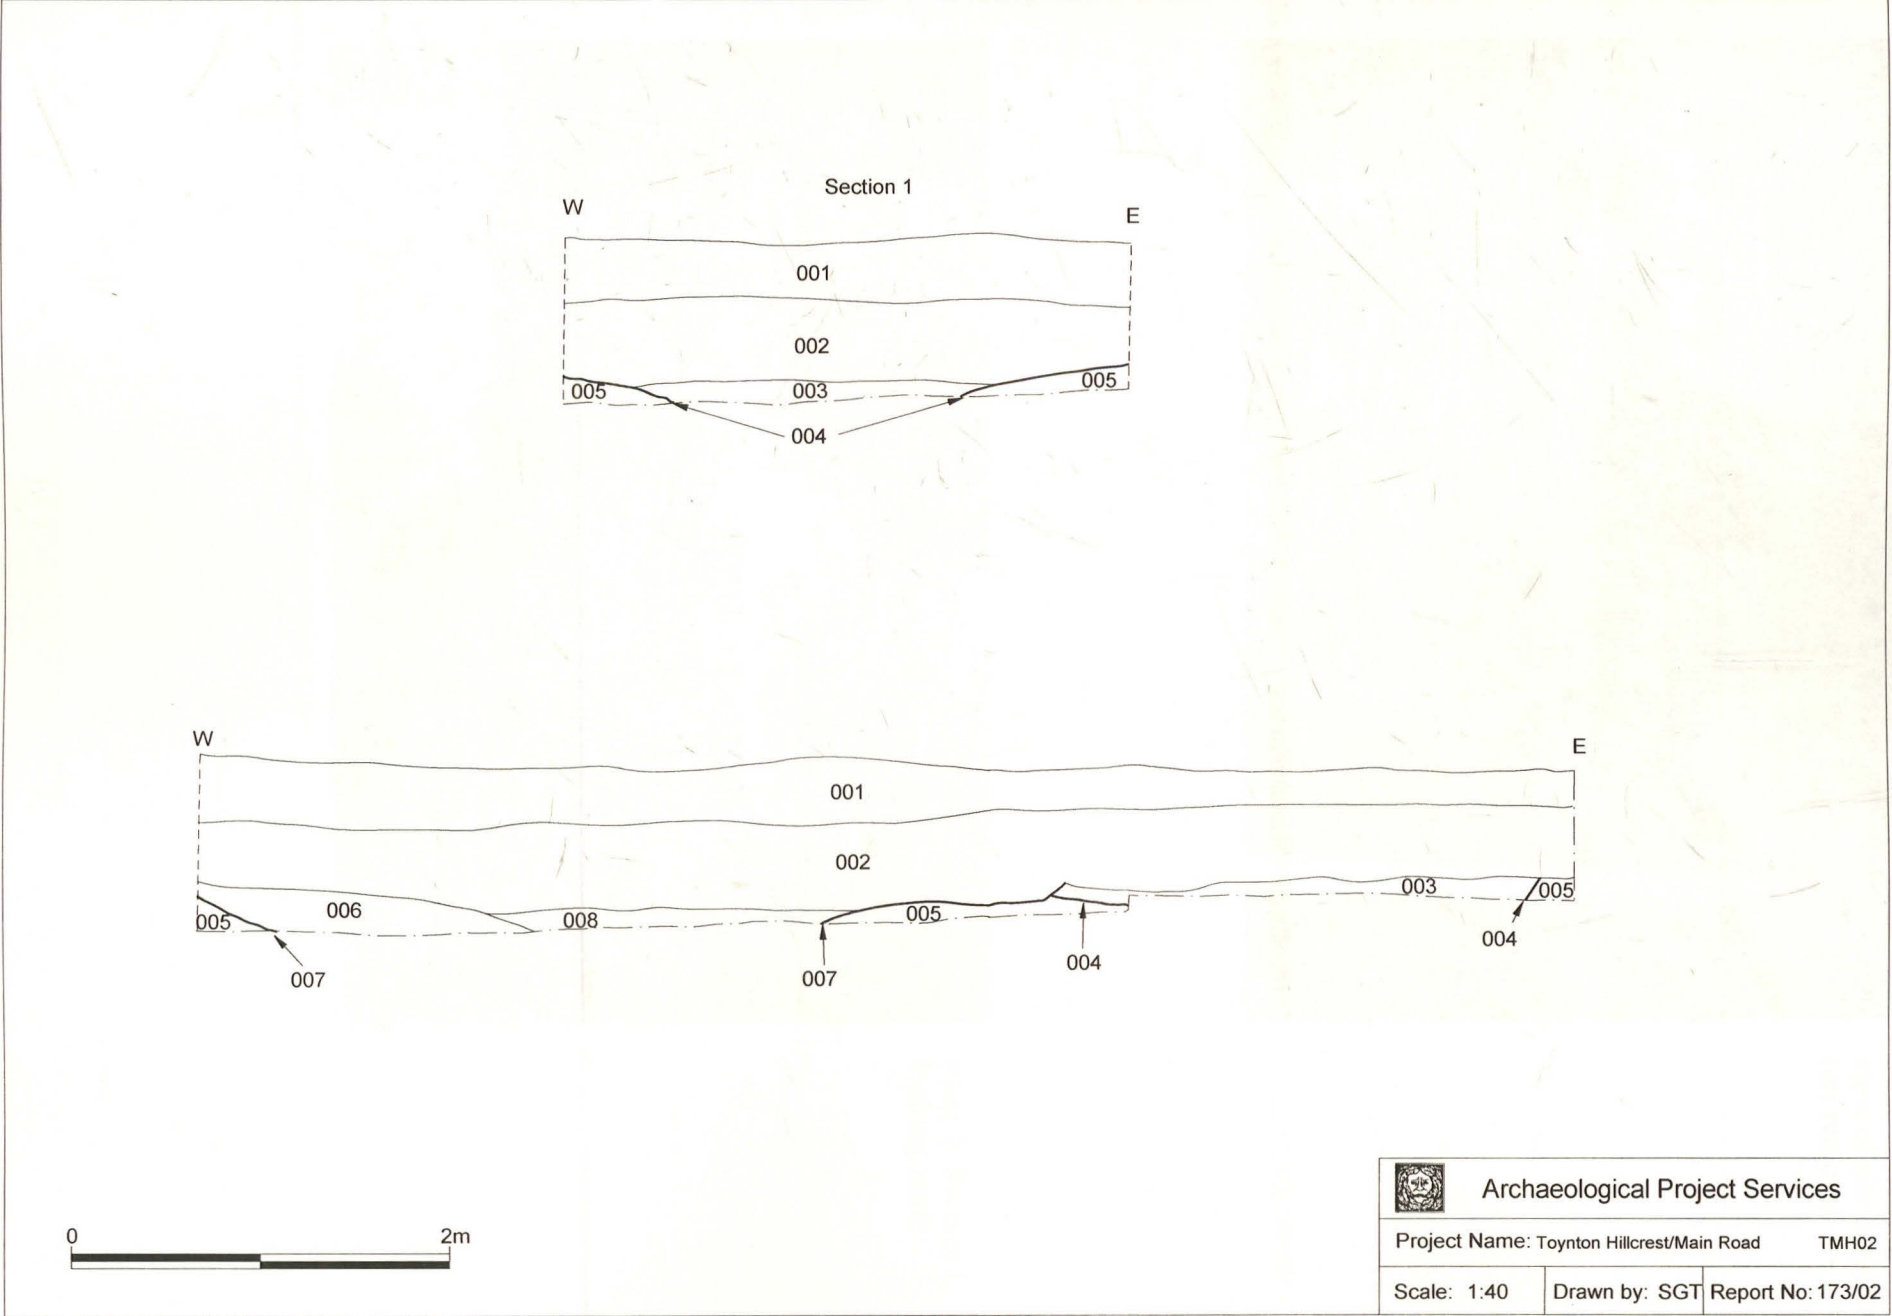 Section 1
W
E
001
002
005 003 005
004
W
E
001
002
005 006 008 005 003 005
007 007 004 004
0 2m
Archaeological Project Services
Project Name: Toynton Hillcrest/Main Road TMH02
Scale: 1:40 Drawn by: SGT Report No: 173/02